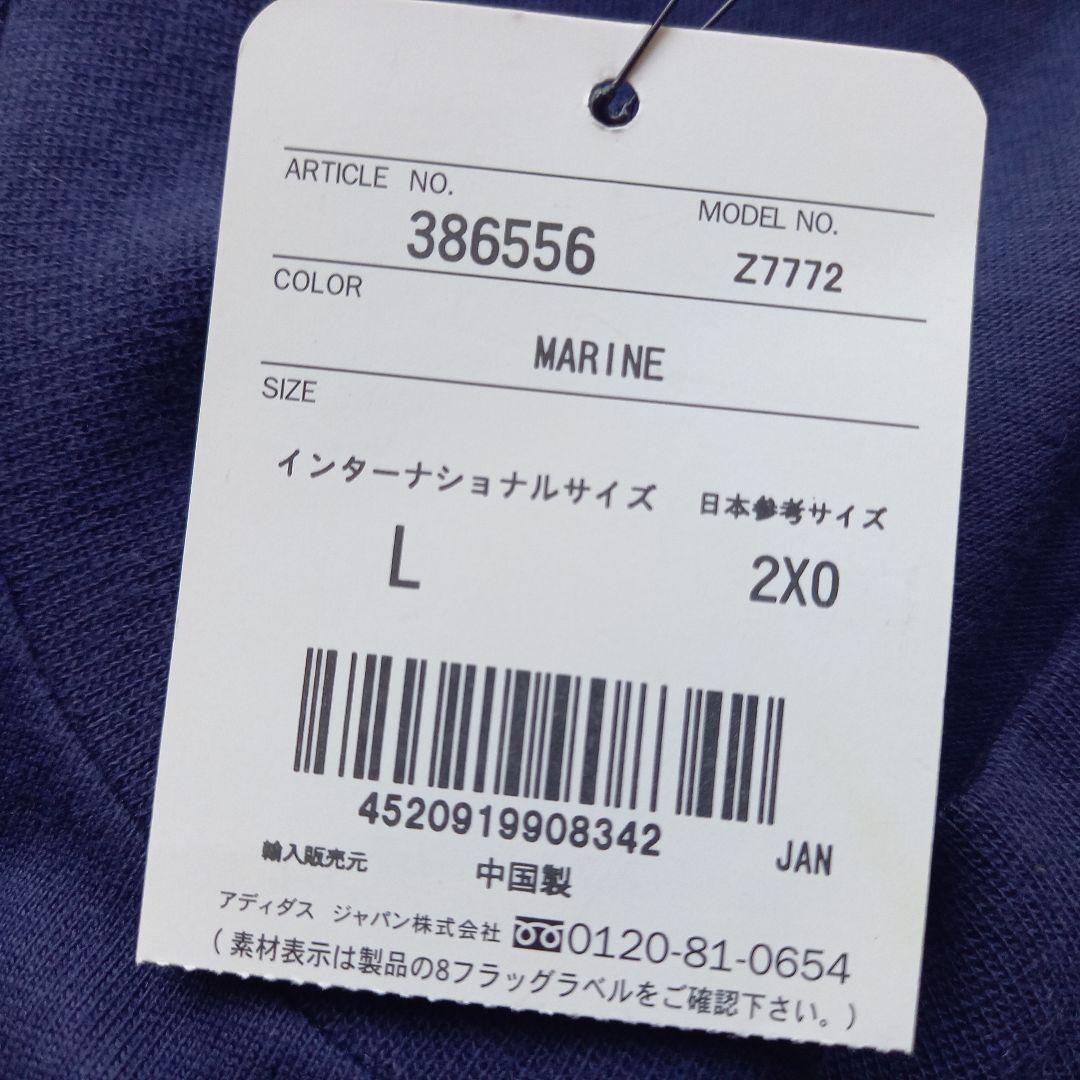 ARTICLE NO.
386556
MODEL NO.
Z7772
COLOR
MARINE
SIZE
インターナショナルサイズ 日本参考サイズ
L 2XO
4520919908342
JAN
輸入販売元
中国製
アディダス ジャパン株式会社 0120-81-0654
(素材表示は製品の8フラッグラベルをご確認下さい。)